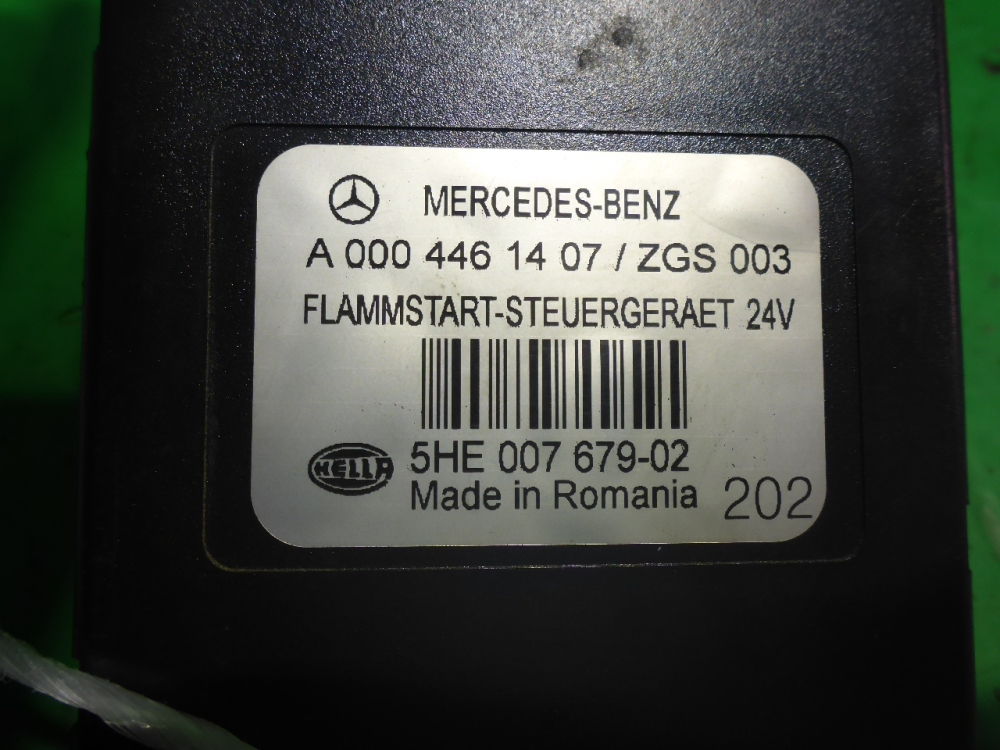 MERCEDES-BENZ
A 000 446 14 07 / ZGS 003
FLAMMSTART-STEUERGERAET 24V
HELLA 5HE 007 679-02
Made in Romania 202